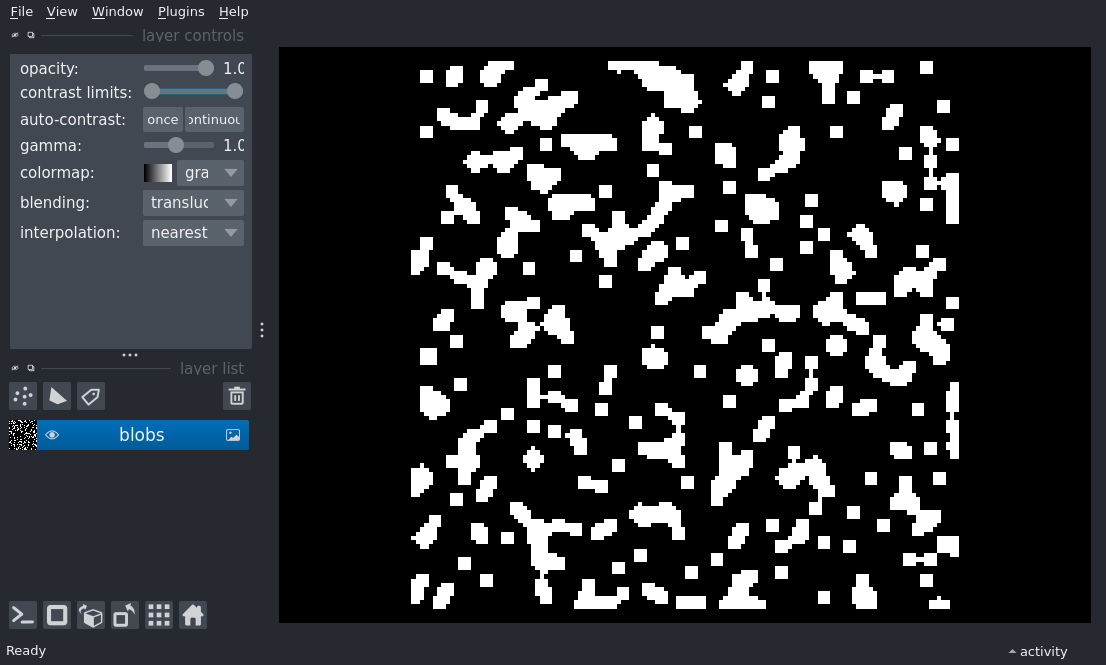 File View Window Plugins Help
layer controls
opacity: 1.0
contrast limits:
auto-contrast: once ontinuou
gamma: 1.0
colormap: gra
blending: transluc
interpolation: nearest
layer list
blobs
Ready
activity